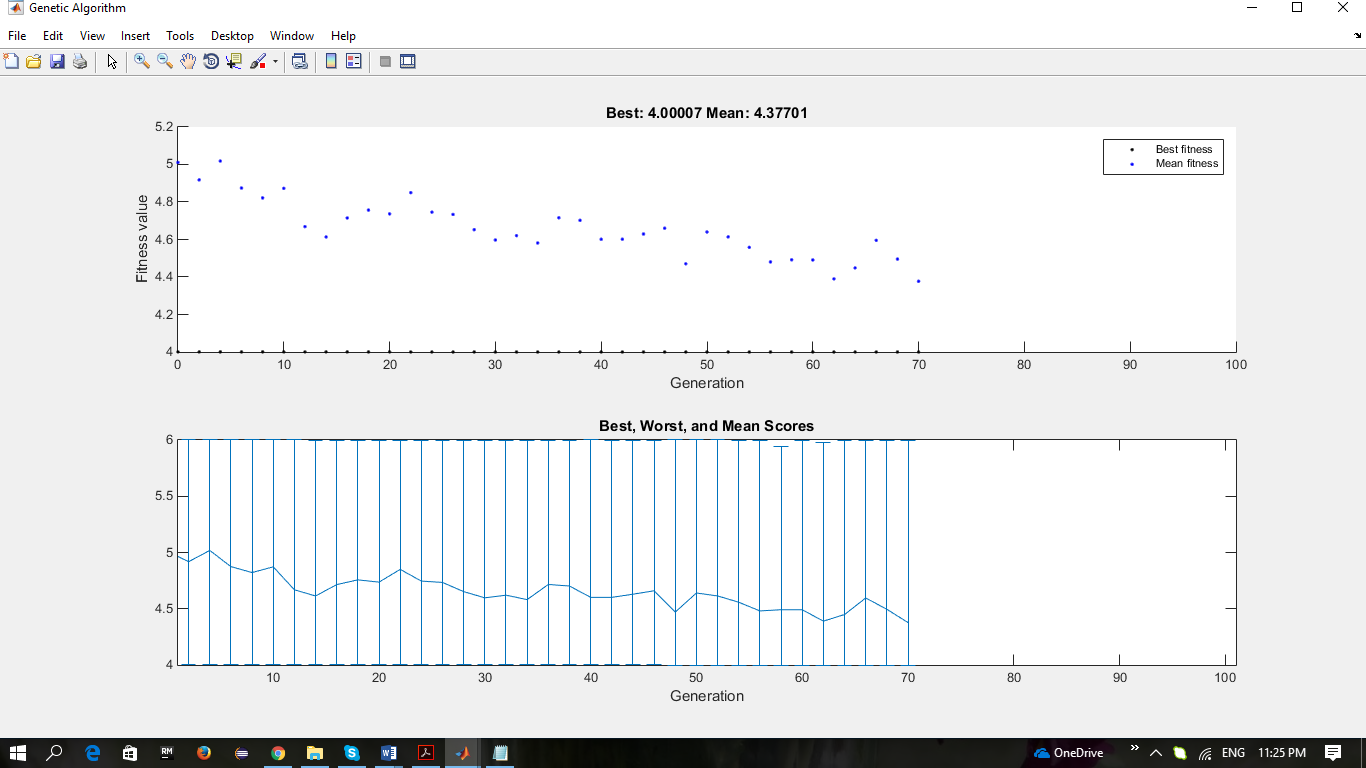 Genetic Algorithm
File Edit View Insert Tools Desktop Window Help
Best: 4.00007 Mean: 4.37701
5.2
5
4.8
4.6
4.4
4.2
4
Fitness value
Best fitness
Mean fitness
0 10 20 30 40 50 60 70 80 90 100
Generation
Best, Worst, and Mean Scores
6
5.5
5
4.5
4
10 20 30 40 50 60 70 80 90 100
Generation
RM
OneDrive ENG 11:25 PM